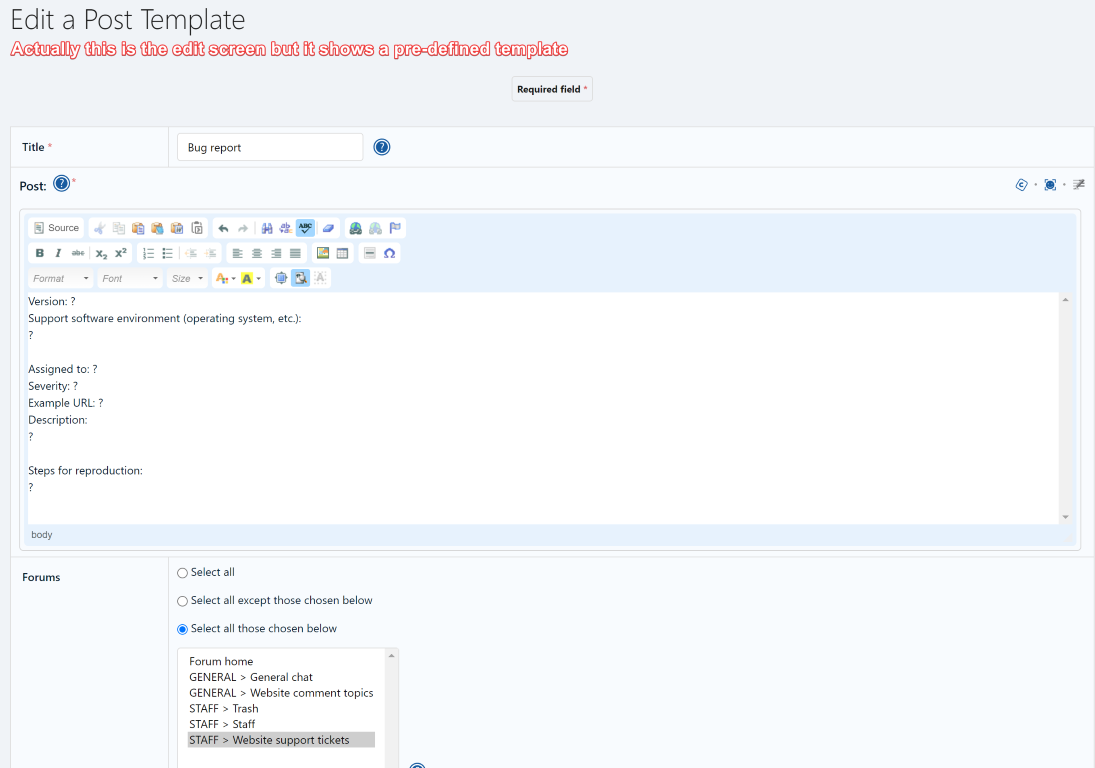 Edit a Post Template
Actually this is the edit screen but it shows a pre-defined template
Required field *
Title *
Bug report
Post: *
Source
Format
Font
Size
Version: ?
Support software environment (operating system, etc.):
?
Assigned to: ?
Severity: ?
Example URL: ?
Description:
?
Steps for reproduction:
?
body
Forums
Select all
Select all except those chosen below
Select all those chosen below
Forum home
GENERAL > General chat
GENERAL > Website comment topics
STAFF > Trash
STAFF > Staff
STAFF > Website support tickets